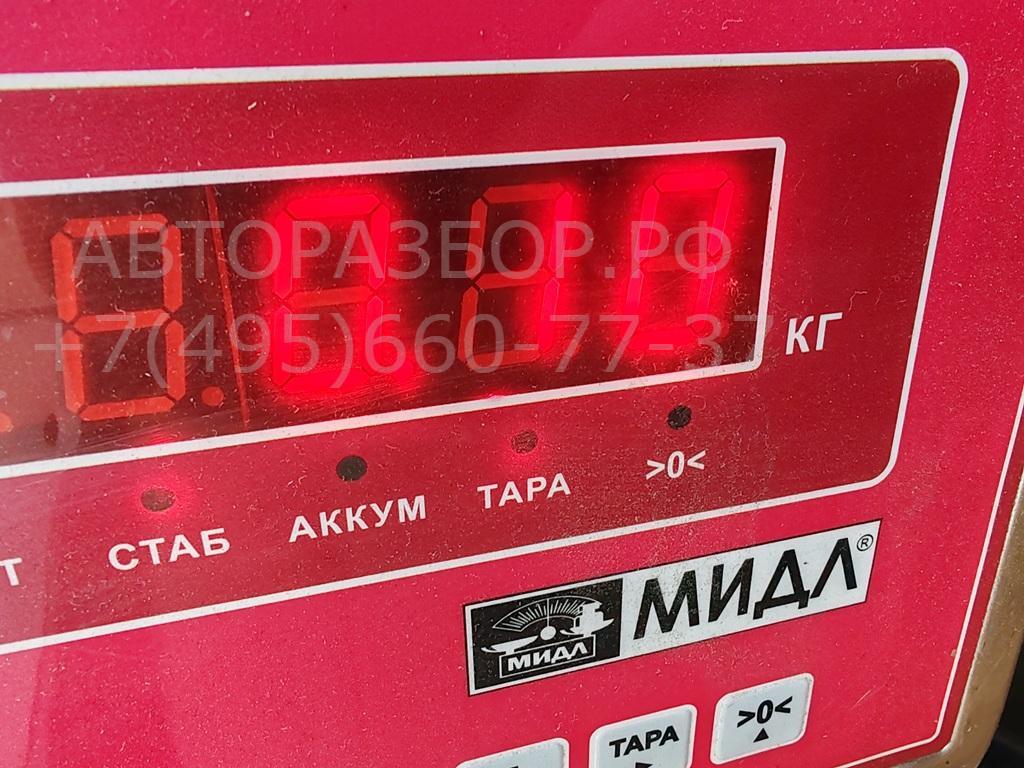 АВТОРАЗБОР.РФ
+7(495)660-77-37
КГ
СТАБ
АККУМ
ТАРА
>0<
МИДЛ®
МИДЛ
ТАРА
>0<